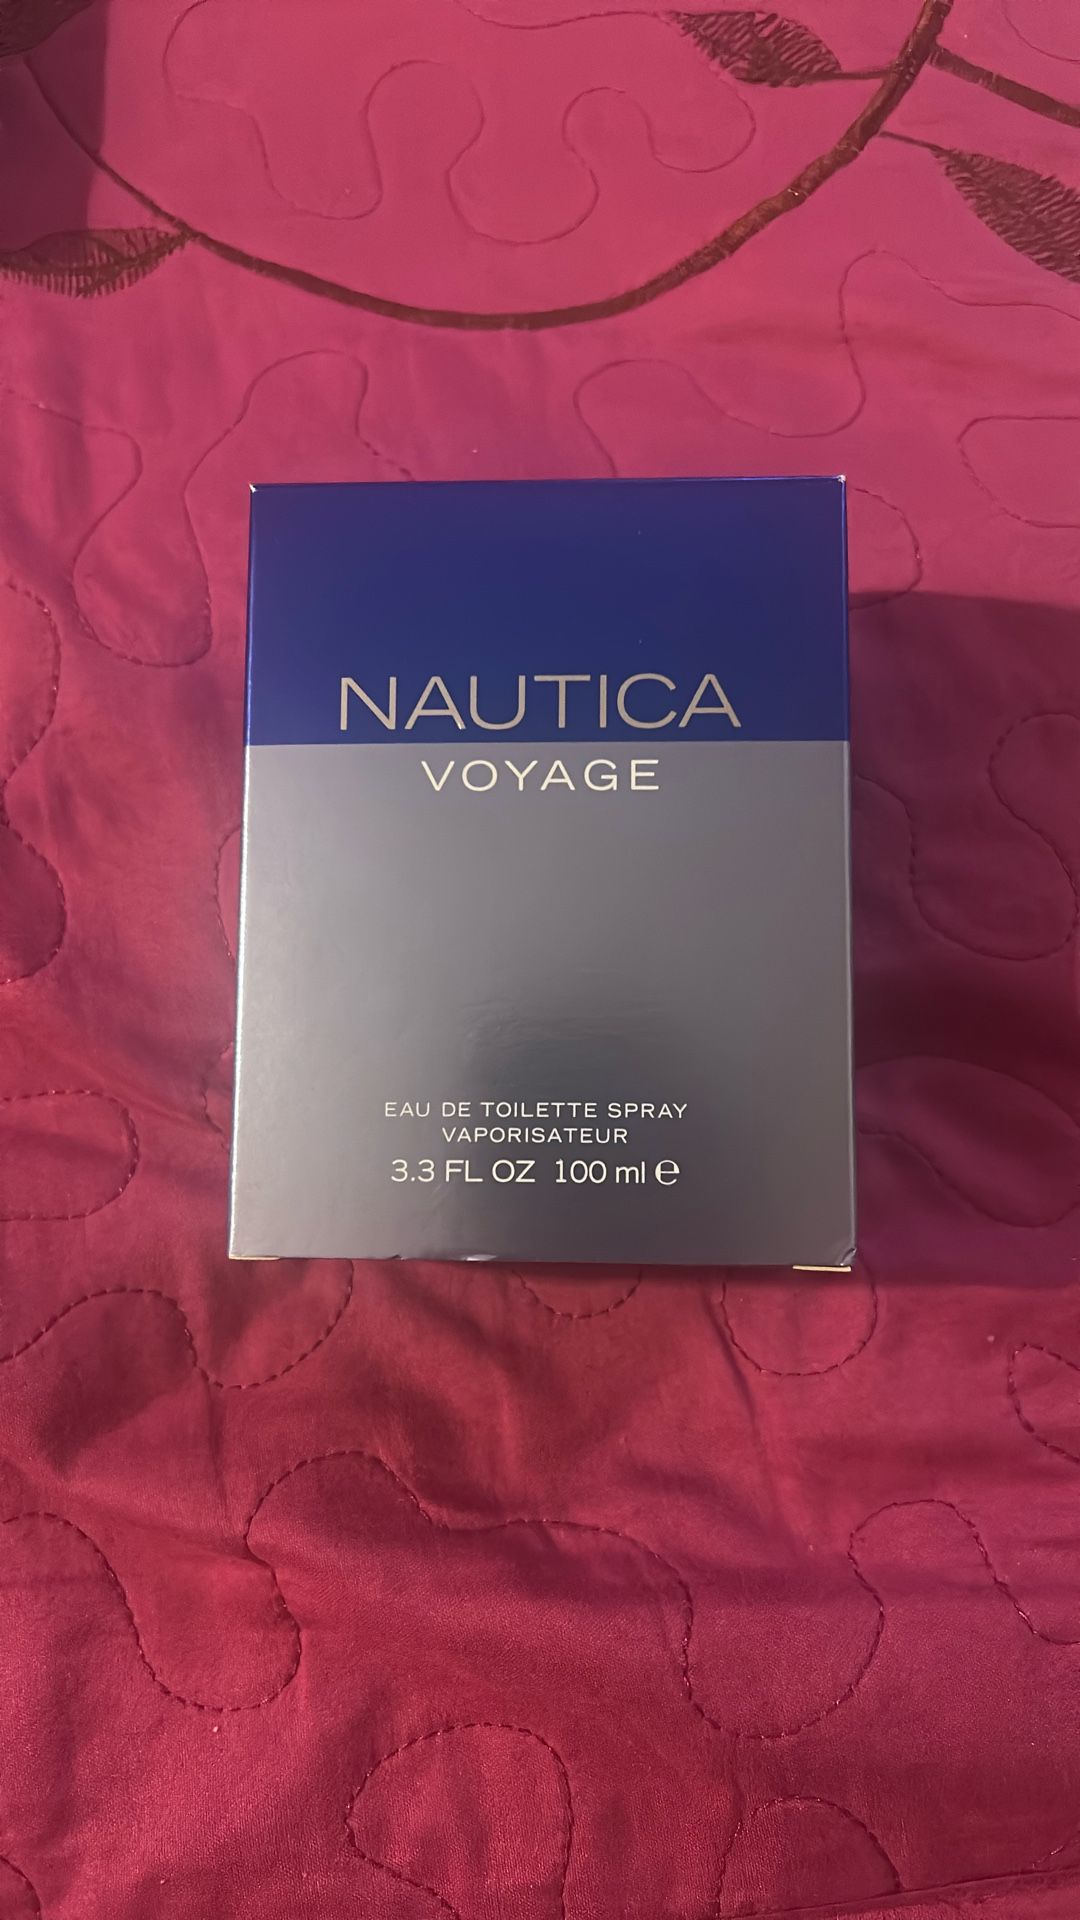 NAUTICA
VOYAGE
EAU DE TOILETTE SPRAY
VAPORISATEUR
3.3 FL OZ 100 ml ℮